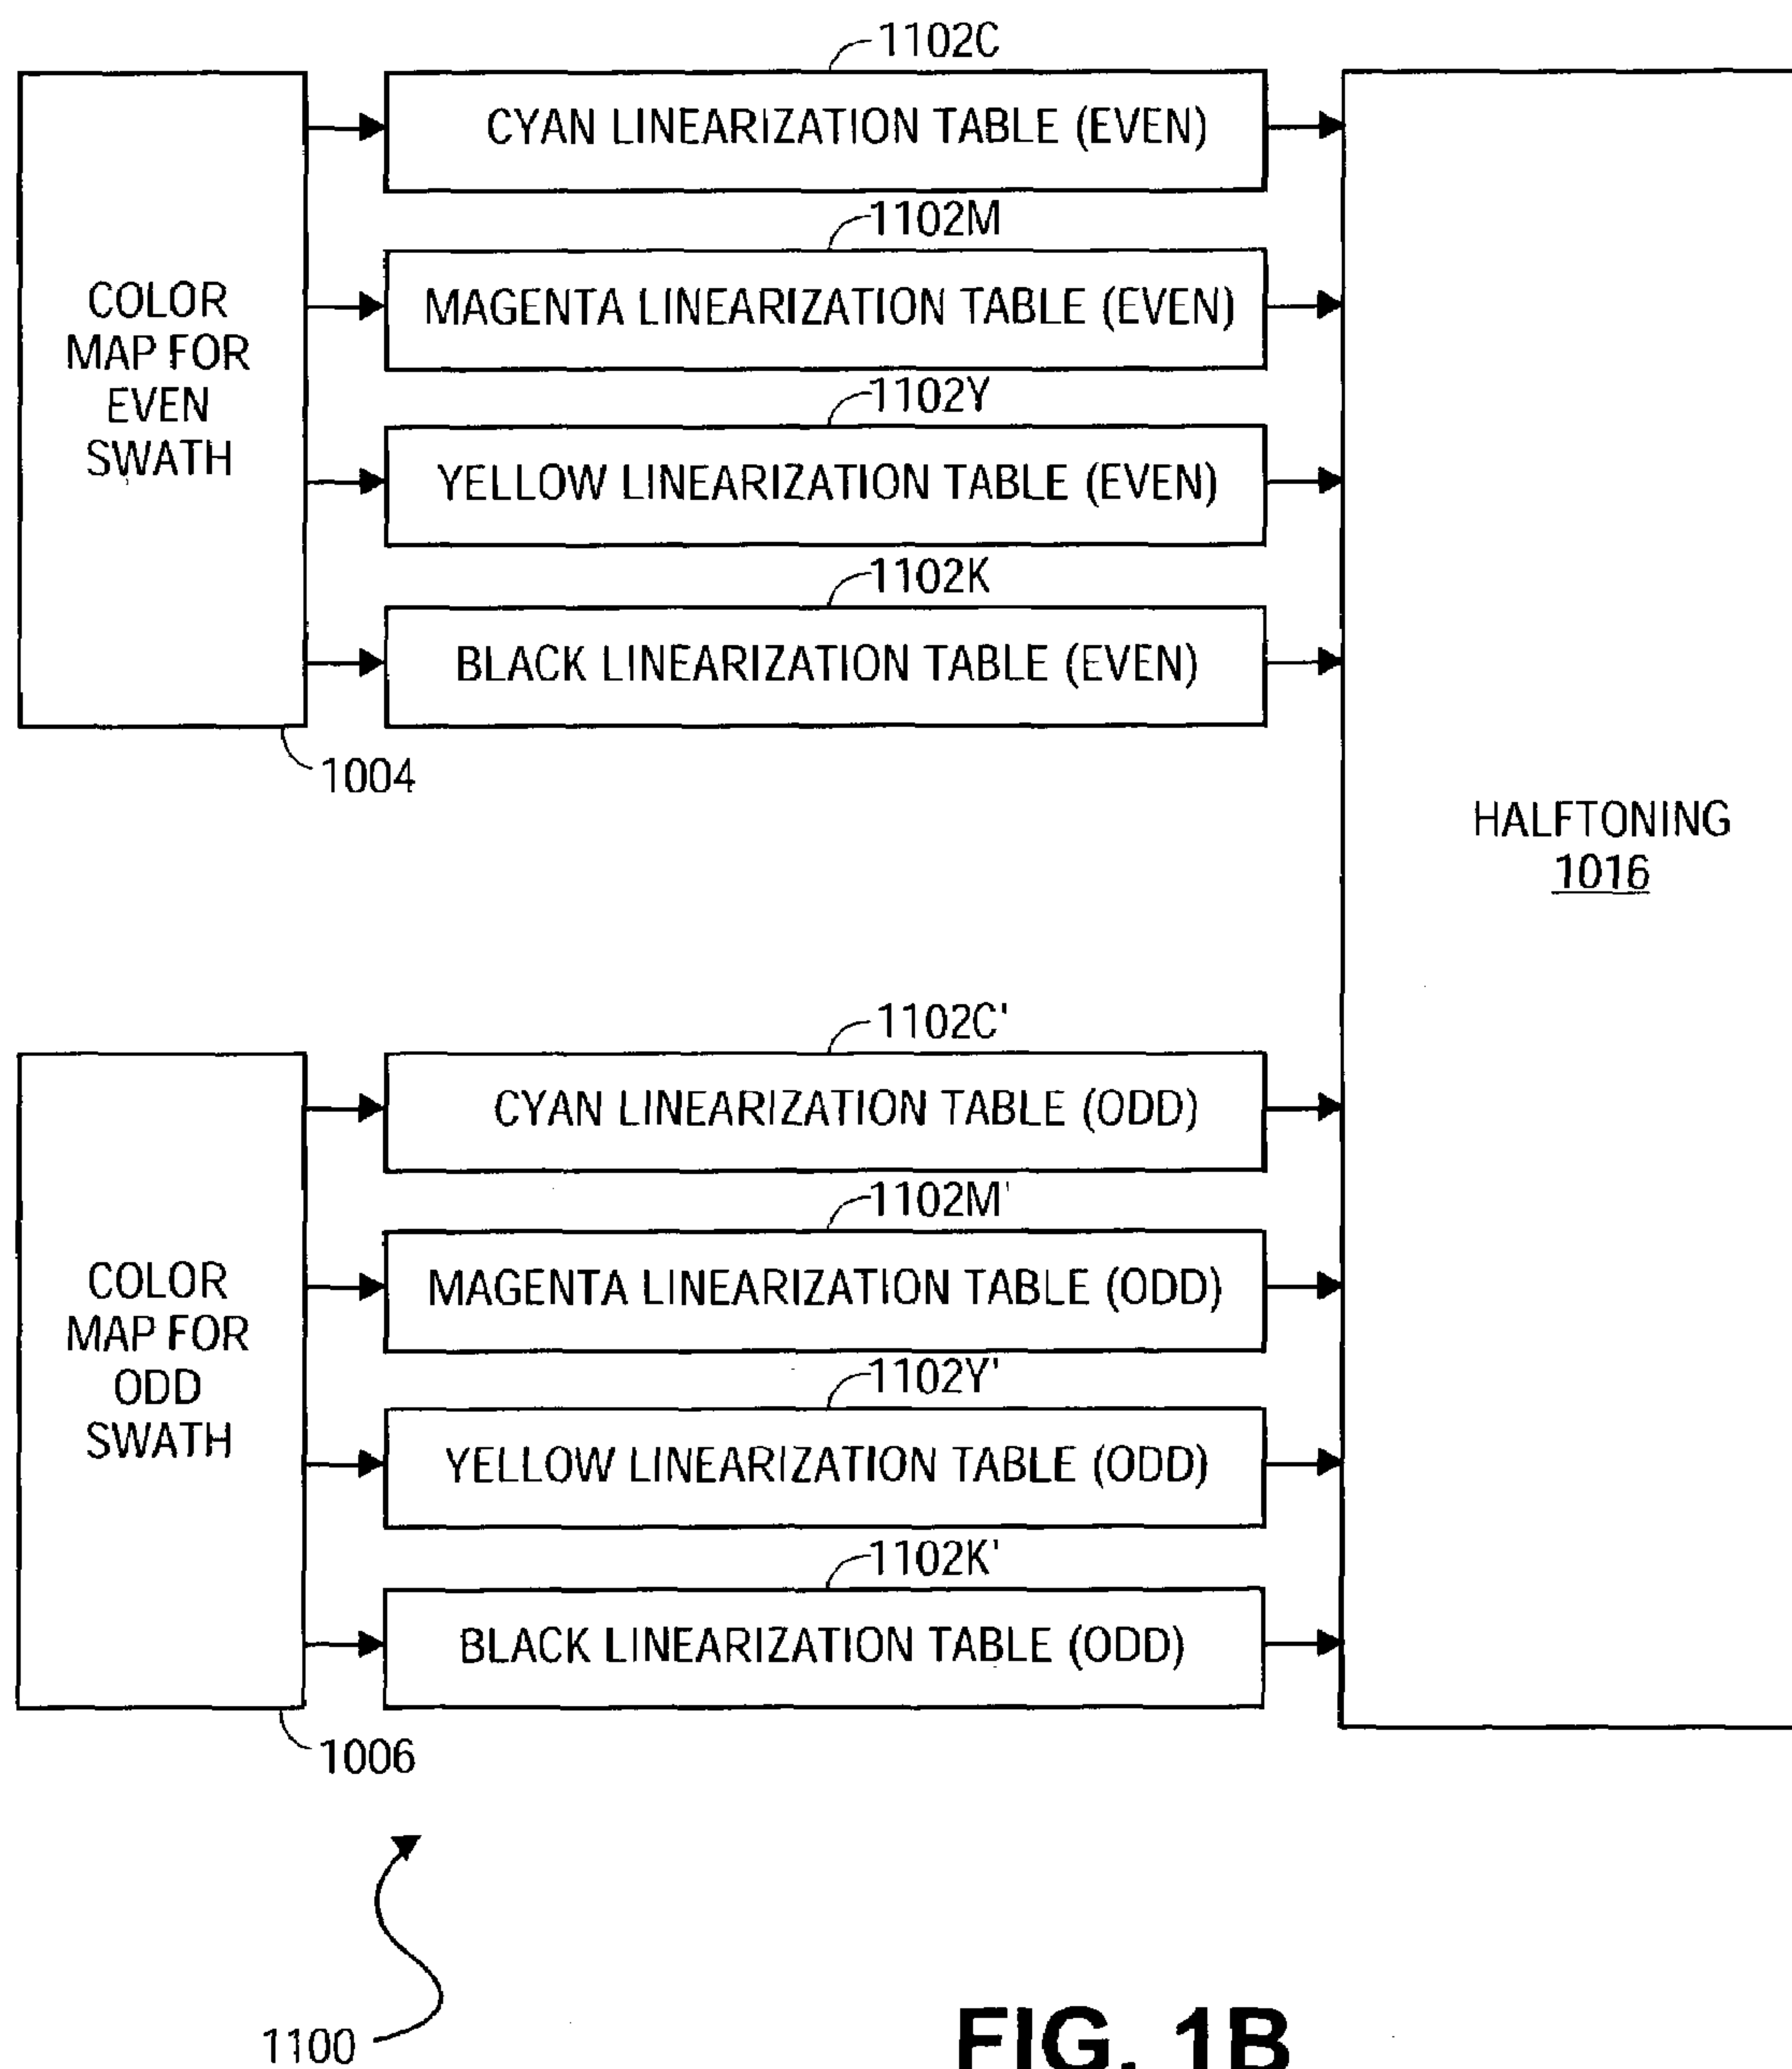 1102C
CYAN LINEARIZATION TABLE (EVEN)
1102M
MAGENTA LINEARIZATION TABLE (EVEN)
1102Y
YELLOW LINEARIZATION TABLE (EVEN)
1102K
BLACK LINEARIZATION TABLE (EVEN)
COLOR
MAP FOR
EVEN
SWATH
1004
HALFTONING
1016
1102C'
CYAN LINEARIZATION TABLE (ODD)
1102M'
MAGENTA LINEARIZATION TABLE (ODD)
1102Y'
YELLOW LINEARIZATION TABLE (ODD)
1102K'
BLACK LINEARIZATION TABLE (ODD)
COLOR
MAP FOR
ODD
SWATH
1006
1100
FIG. 1B